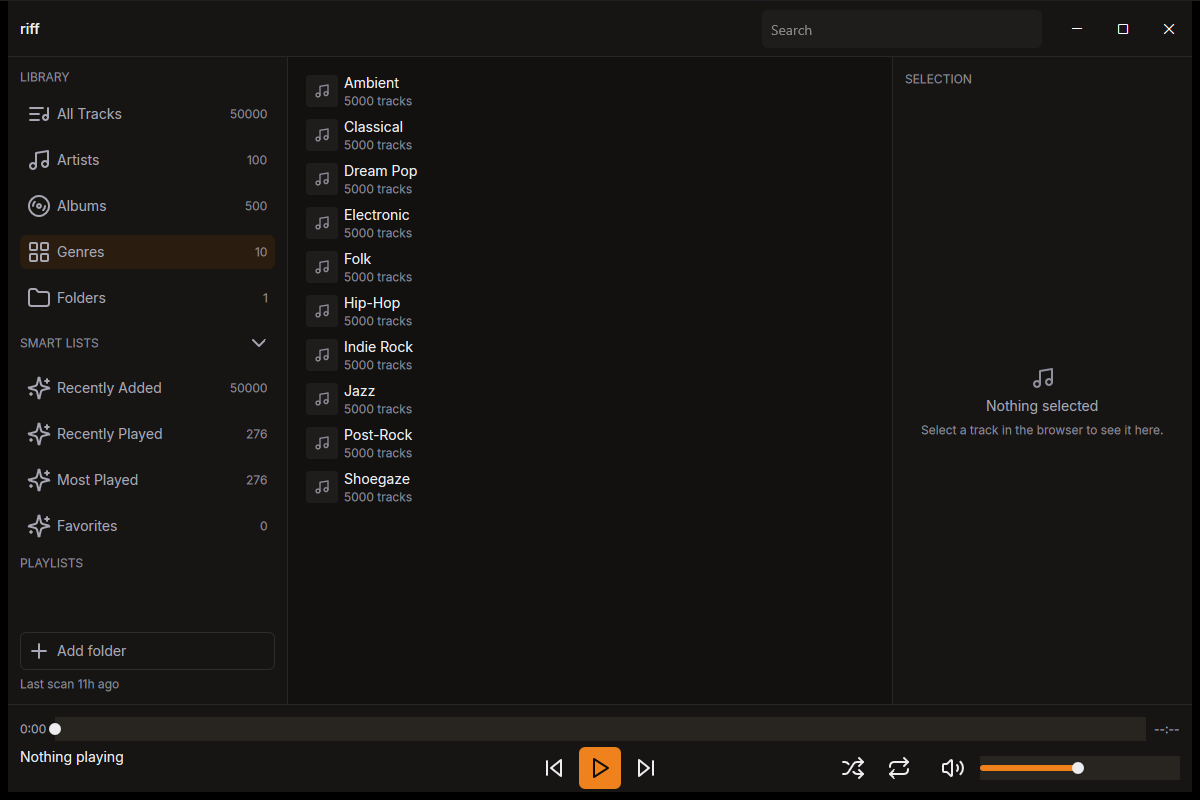 riff
Search
LIBRARY
All Tracks 50000
Artists 100
Albums 500
Genres 10
Folders 1
SMART LISTS
Recently Added 50000
Recently Played 276
Most Played 276
Favorites 0
PLAYLISTS
Add folder
Last scan 11h ago
Ambient
5000 tracks
Classical
5000 tracks
Dream Pop
5000 tracks
Electronic
5000 tracks
Folk
5000 tracks
Hip-Hop
5000 tracks
Indie Rock
5000 tracks
Jazz
5000 tracks
Post-Rock
5000 tracks
Shoegaze
5000 tracks
SELECTION
Nothing selected
Select a track in the browser to see it here.
0:00 --:--
Nothing playing